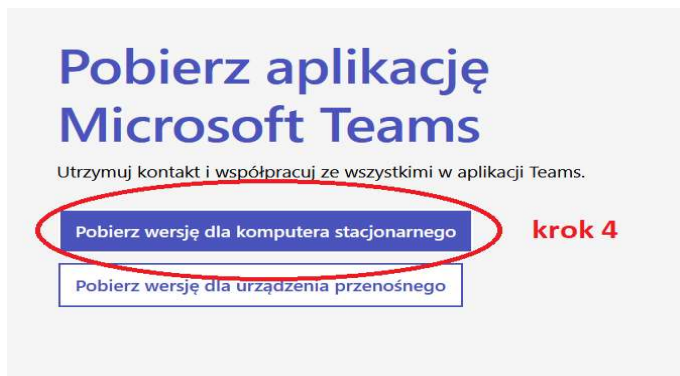 Pobierz aplikację
Microsoft Teams
Utrzymuj kontakt i współpracuj ze wszystkimi w aplikacji Teams.
Pobierz wersję dla komputera stacjonarnego
krok 4
Pobierz wersję dla urządzenia przenośnego